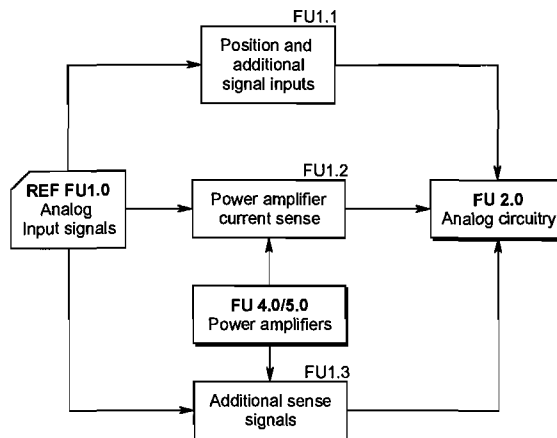 FU1.1
Position and
additional
signal inputs
FU1.2
REF FU1.0
Analog
Input signals
Power amplifier
current sense
FU 2.0
Analog circuitry
FU 4.0/5.0
Power amplifiers
FU1.3
Additional sense
signals